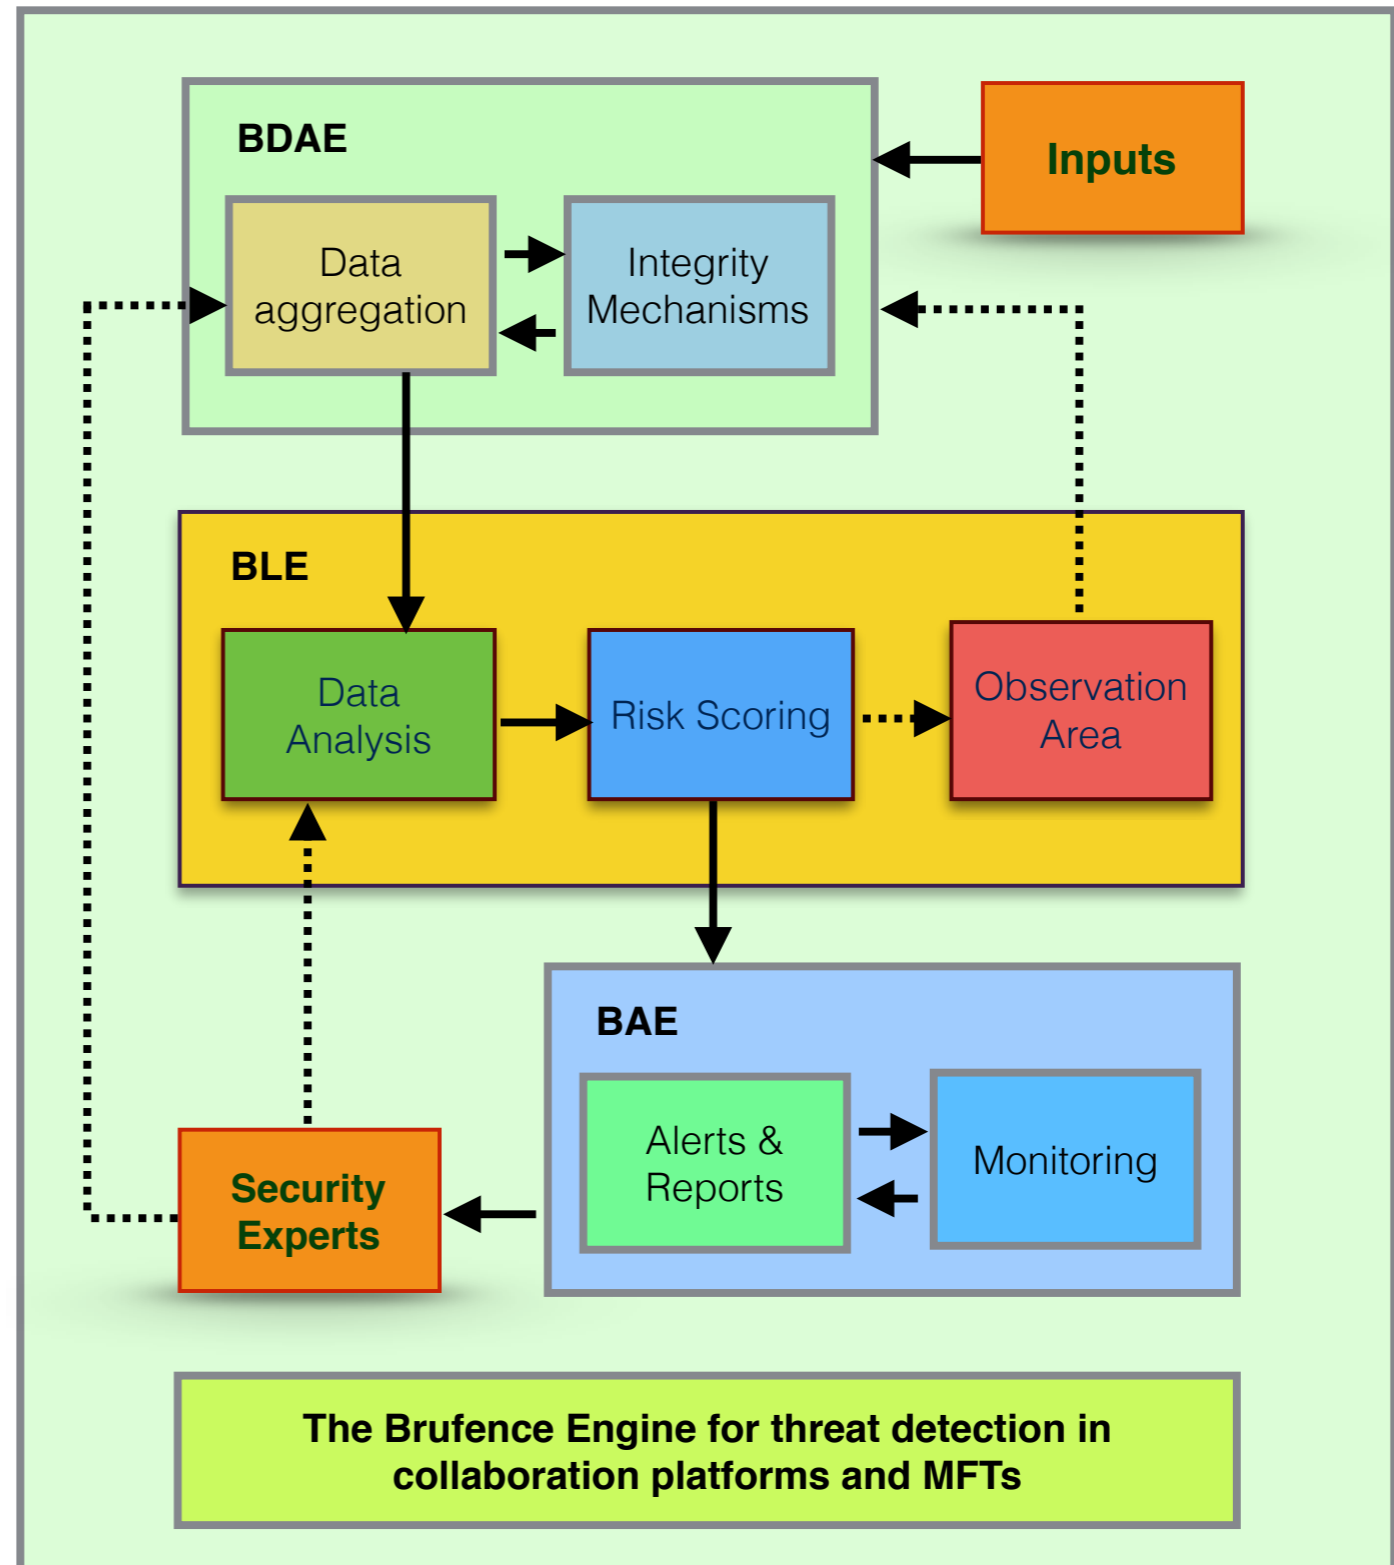 BDAE
Inputs
Data
aggregation
Integrity
Mechanisms
BLE
Data
Analysis
Risk Scoring
Observation
Area
BAE
Alerts &
Reports
Monitoring
Security
Experts
The Brufence Engine for threat detection in
collaboration platforms and MFTs